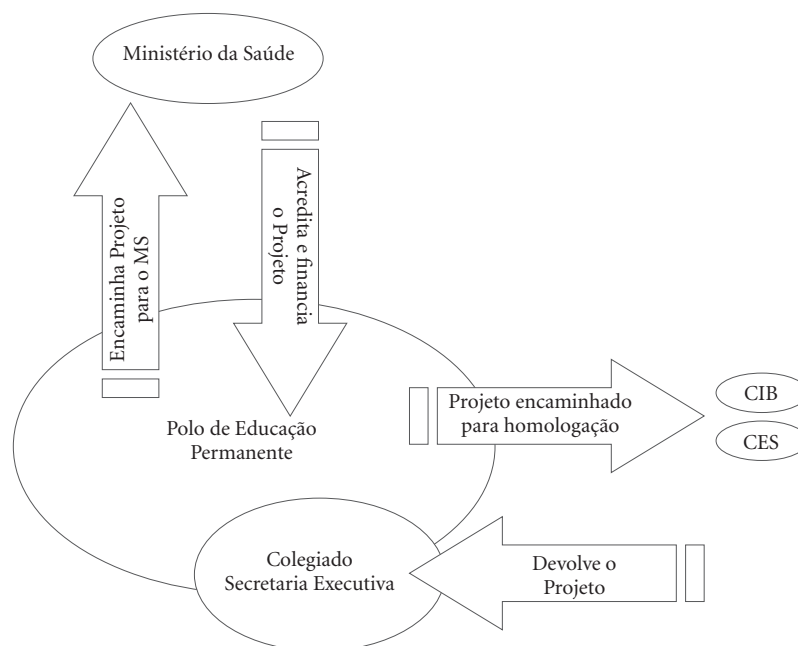 Ministério da Saúde
Encaminha Projeto
para o MS
Acredita e financia
o Projeto
Polo de Educação
Permanente
Projeto encaminhado
para homologação
CIB
CES
Colegiado
Secretaria Executiva
Devolve o
Projeto